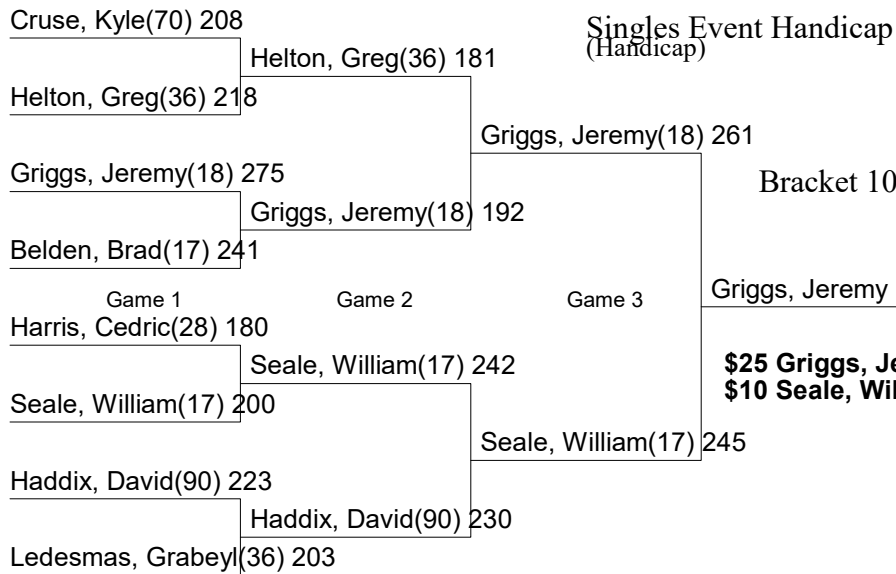 Cruse, Kyle(70) 208
Singles Event Handicap
(Handicap)
Helton, Greg(36) 181
Helton, Greg(36) 218
Griggs, Jeremy(18) 261
Griggs, Jeremy(18) 275
Bracket 10
Griggs, Jeremy(18) 192
Belden, Brad(17) 241
Game 1
Game 2
Game 3
Griggs, Jeremy
Harris, Cedric(28) 180
Seale, William(17) 242
$25 Griggs, Je
$10 Seale, Wil
Seale, William(17) 200
Seale, William(17) 245
Haddix, David(90) 223
Haddix, David(90) 230
Ledesmas, Grabeyl(36) 203